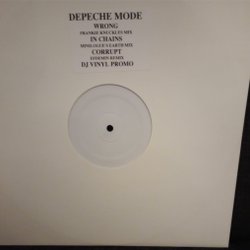 DEPECHE MODE
WRONG
FRANKIE KNUCKLES MIX
IN CHAINS
MINILOGUE'S EARTH MIX
CORRUPT
EFDEMIN REMIX
DJ VINYL PROMO